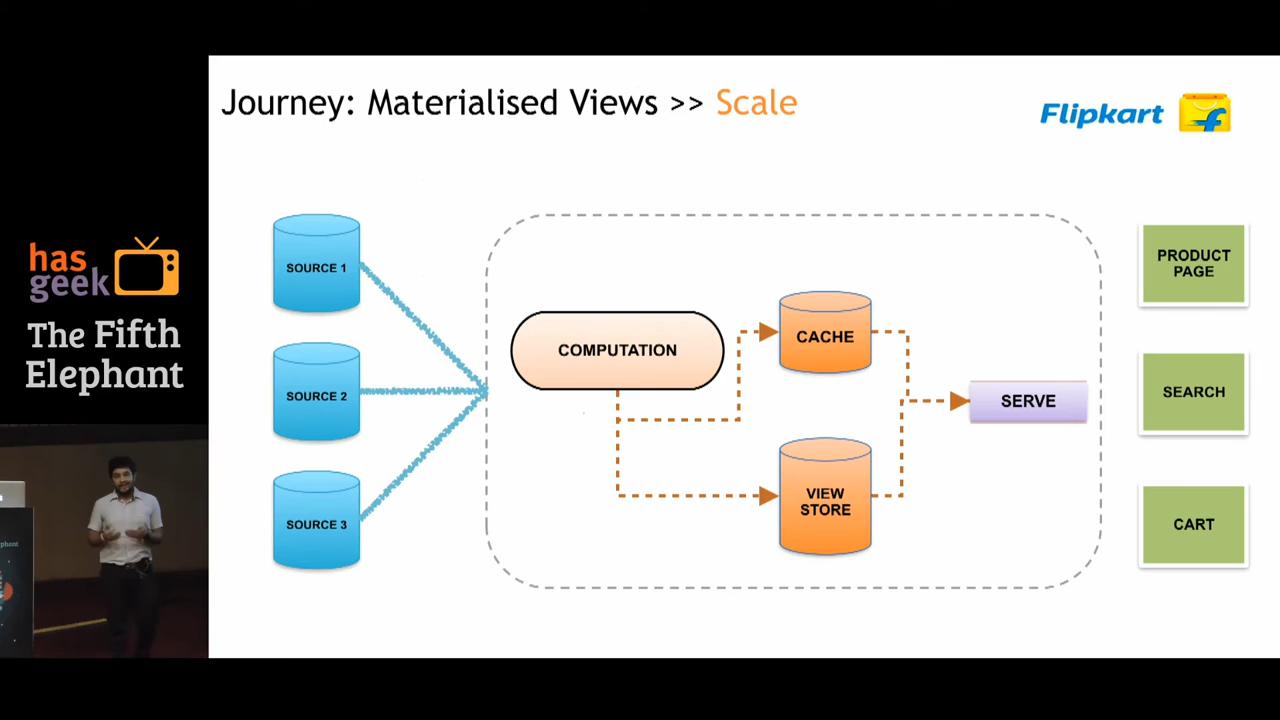 Journey: Materialised Views >> Scale
Flipkart
has
geek
The Fifth
Elephant
SOURCE 1
SOURCE 2
SOURCE 3
COMPUTATION
CACHE
VIEW
STORE
SERVE
PRODUCT
PAGE
SEARCH
CART